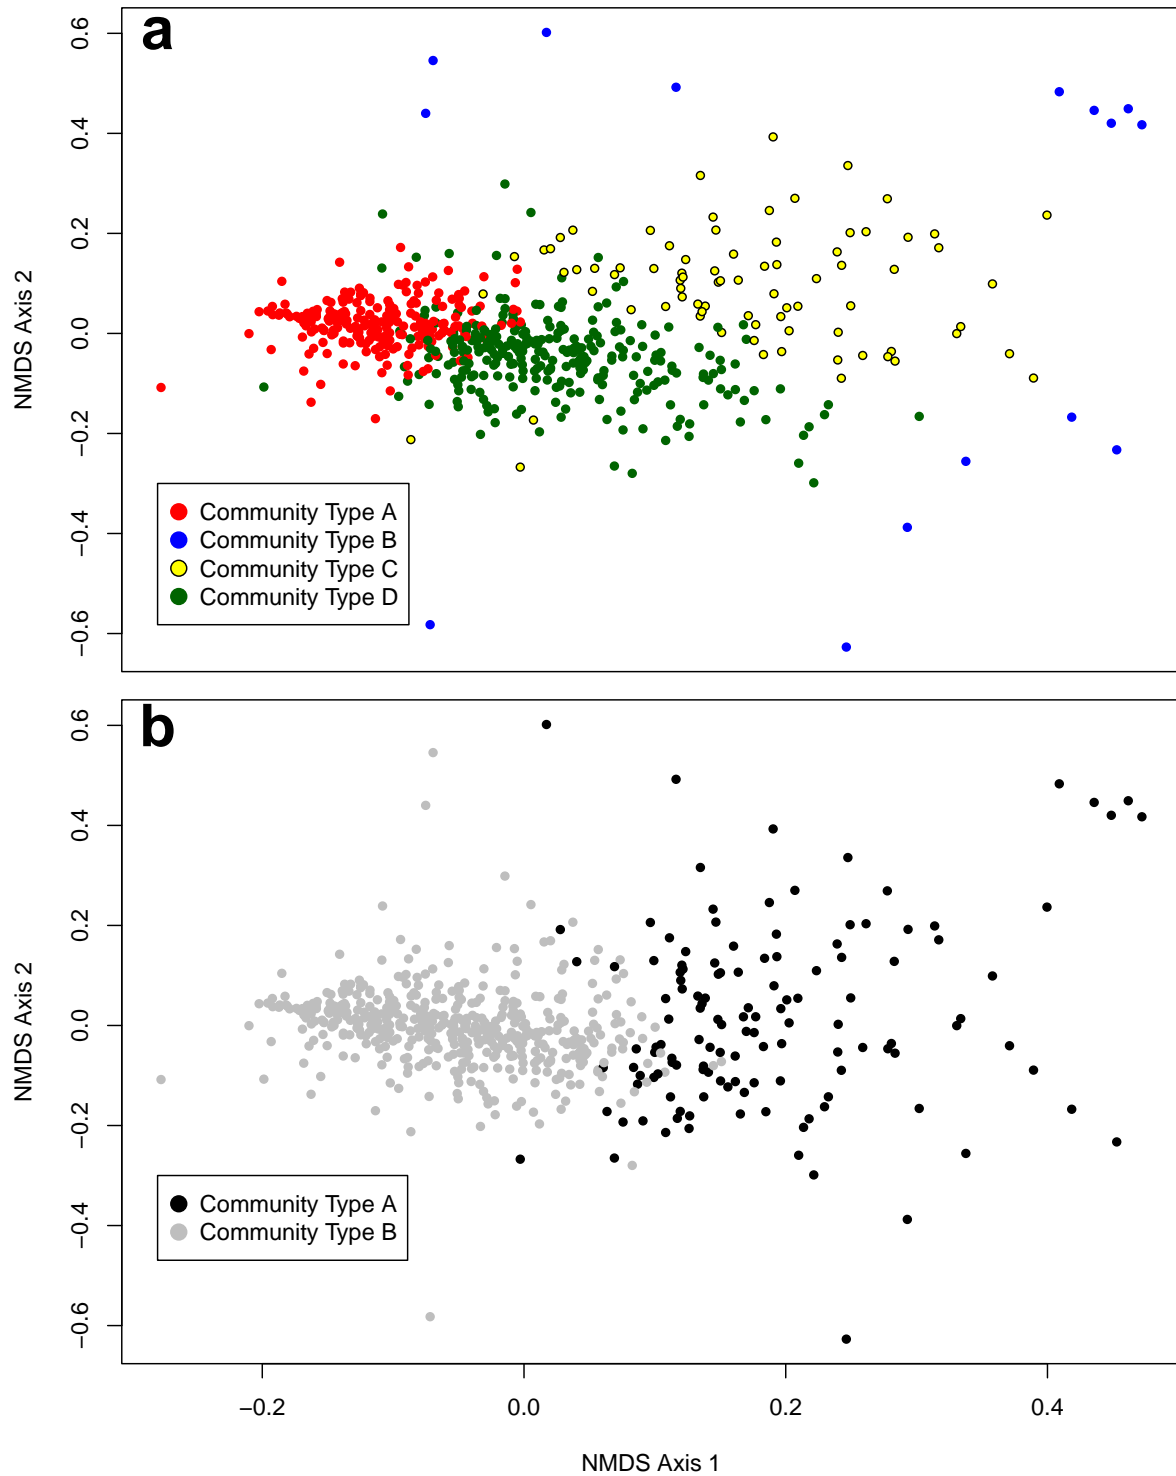 a
0.6
0.4
0.2
0.0
−0.2
−0.4
−0.6
NMDS Axis 2
Community Type A
Community Type B
Community Type C
Community Type D
b
0.6
0.4
0.2
0.0
−0.2
−0.4
−0.6
NMDS Axis 2
Community Type A
Community Type B
−0.2 0.0 0.2 0.4
NMDS Axis 1